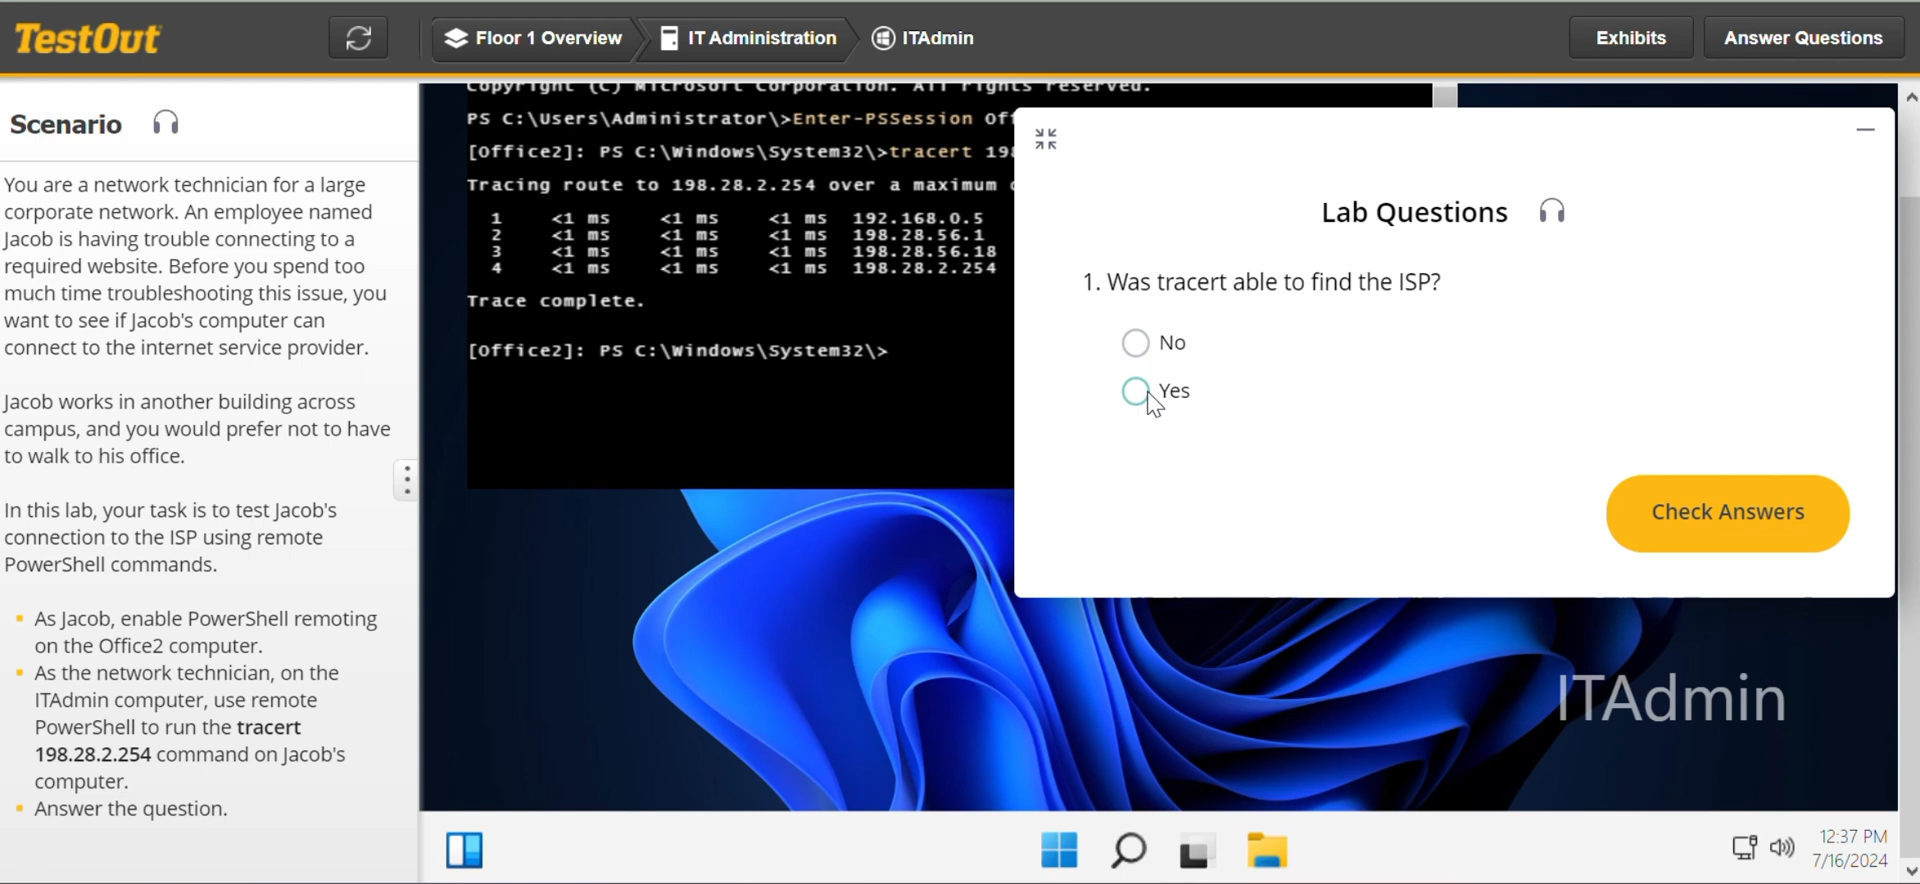 TestOut
Floor 1 Overview
IT Administration
ITAdmin
Exhibits
Answer Questions
Scenario
You are a network technician for a large
corporate network. An employee named
Jacob is having trouble connecting to a
required website. Before you spend too
much time troubleshooting this issue, you
want to see if Jacob's computer can
connect to the internet service provider.
Jacob works in another building across
campus, and you would prefer not to have
to walk to his office.
In this lab, your task is to test Jacob's
connection to the ISP using remote
PowerShell commands.
As Jacob, enable PowerShell remoting
on the Office2 computer.
As the network technician, on the
ITAdmin computer, use remote
PowerShell to run the tracert
198.28.2.254 command on Jacob's
computer.
Answer the question.
Copyright (C) Microsoft Corporation. All rights reserved.
PS C:\Users\Administrator\>Enter-PSSession Off
[Office2]: PS C:\Windows\System32\>tracert 198
Tracing route to 198.28.2.254 over a maximum
1 <1 ms <1 ms <1 ms 192.168.0.5
2 <1 ms <1 ms <1 ms 198.28.56.1
3 <1 ms <1 ms <1 ms 198.28.56.18
4 <1 ms <1 ms <1 ms 198.28.2.254
Trace complete.
[Office2]: PS C:\Windows\System32\>
Lab Questions
1. Was tracert able to find the ISP?
No
Yes
Check Answers
ITAdmin
12:37 PM
7/16/2024